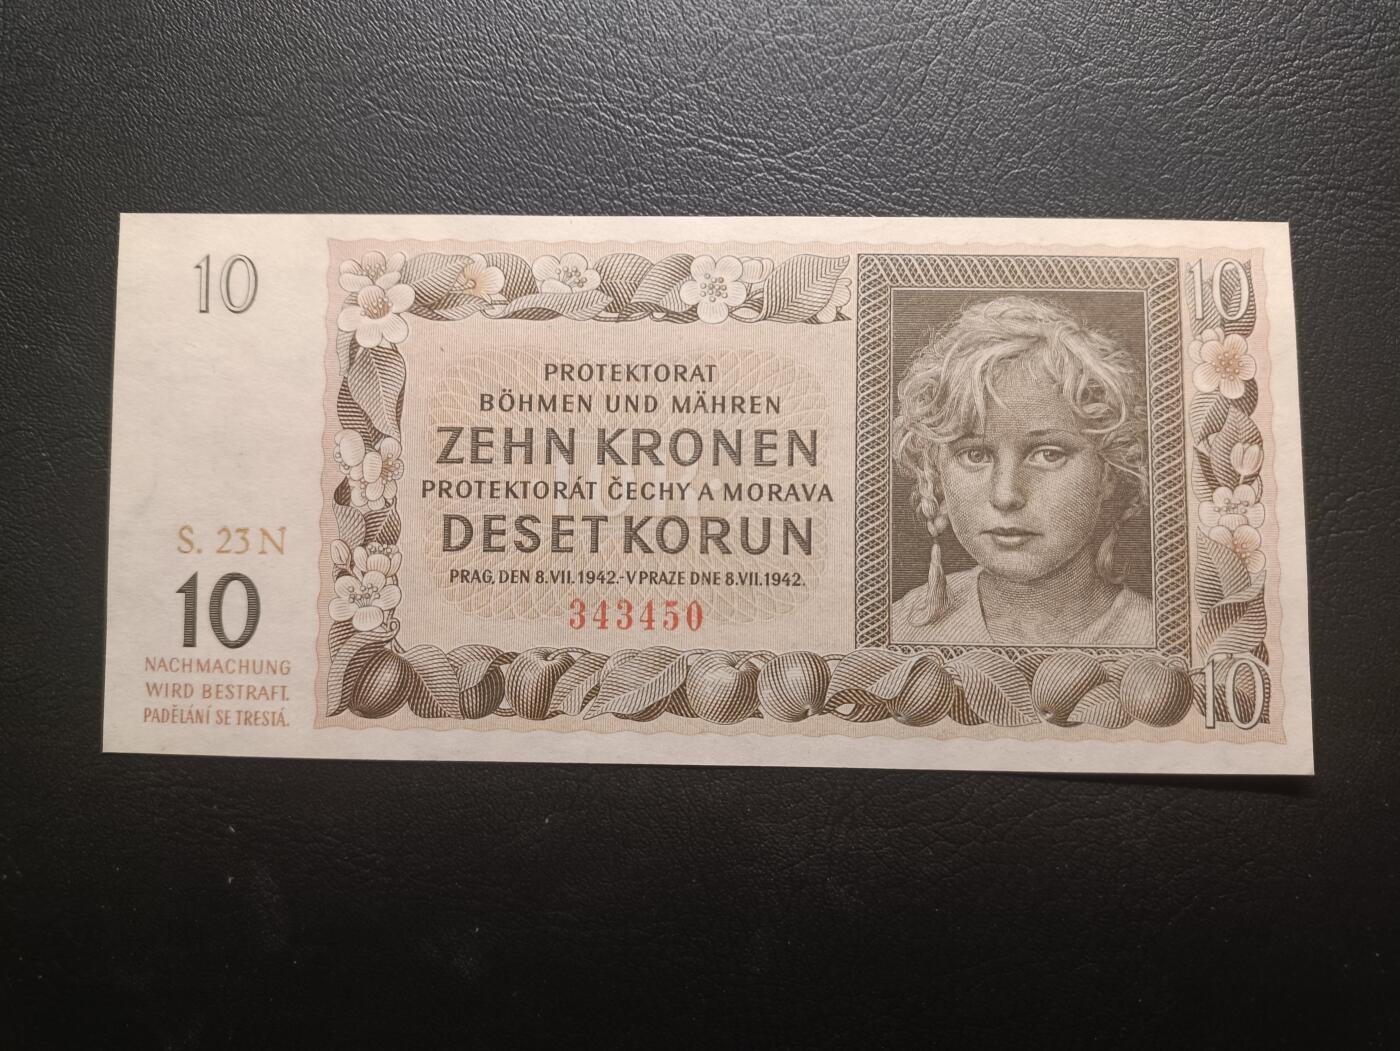 10
10
PROTEKTORAT
BÖHMEN UND MÄHREN
ZEHN KRONEN
PROTEKTORÁT ČECHY A MORAVA
DESET KORUN
PRAG, DEN 8.VII.1942.-V PRAZE DNE 8.VII.1942.
343450
S. 23 N
10
NACHMACHUNG
WIRD BESTRAFT.
PADĚLÁNÍ SE TRESTÁ.
10